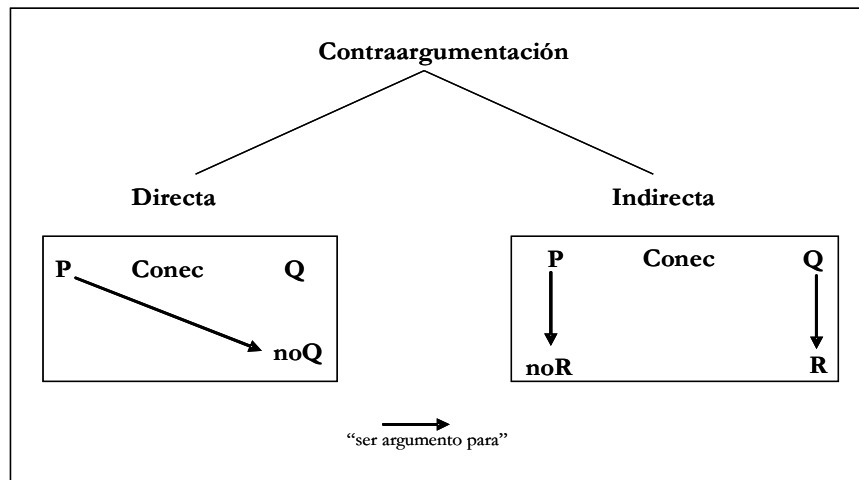 Contraargumentación
Directa
Indirecta
P Conec Q
noQ
P Conec Q
noR R
“ser argumento para”